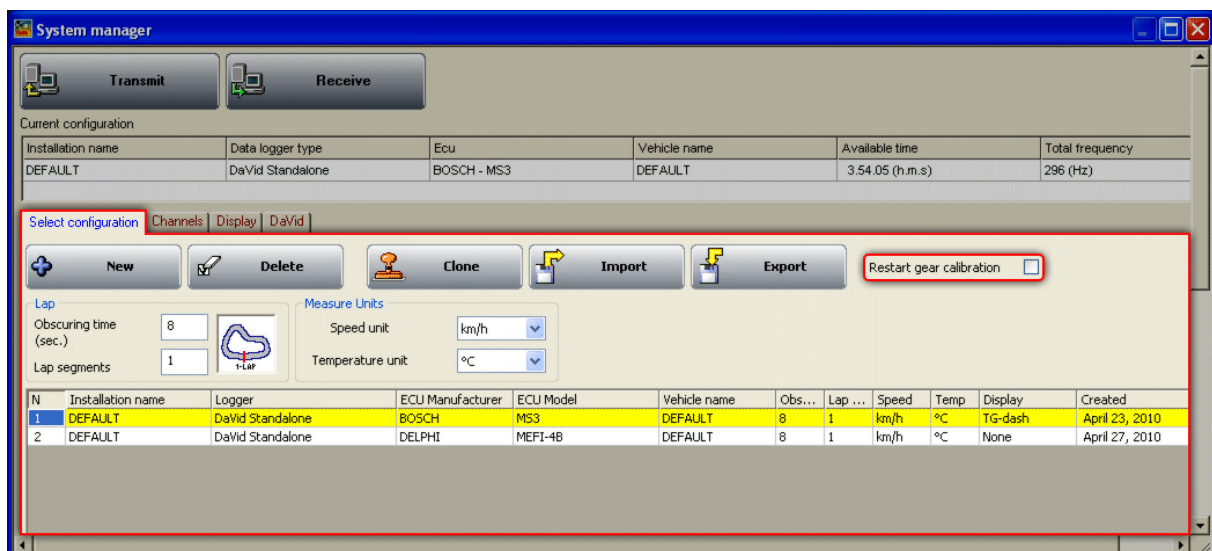 System manager
Transmit Receive
Current configuration
Installation name Data logger type Ecu Vehicle name Available time Total frequency
DEFAULT DaVid Standalone BOSCH - MS3 DEFAULT 3.54.05 (h.m.s) 296 (Hz)
Select configuration Channels Display DaVid
New Delete Clone Import Export Restart gear calibration
Lap Measure Units
Obscuring time 8 Speed unit km/h
(sec.)
Lap segments 1 1-LAP Temperature unit °C
N Installation name Logger ECU Manufacturer ECU Model Vehicle name Obs... Lap ... Speed Temp Display Created
1 DEFAULT DaVid Standalone BOSCH MS3 DEFAULT 8 1 km/h °C TG-dash April 23, 2010
2 DEFAULT DaVid Standalone DELPHI MEFI-4B DEFAULT 8 1 km/h °C None April 27, 2010